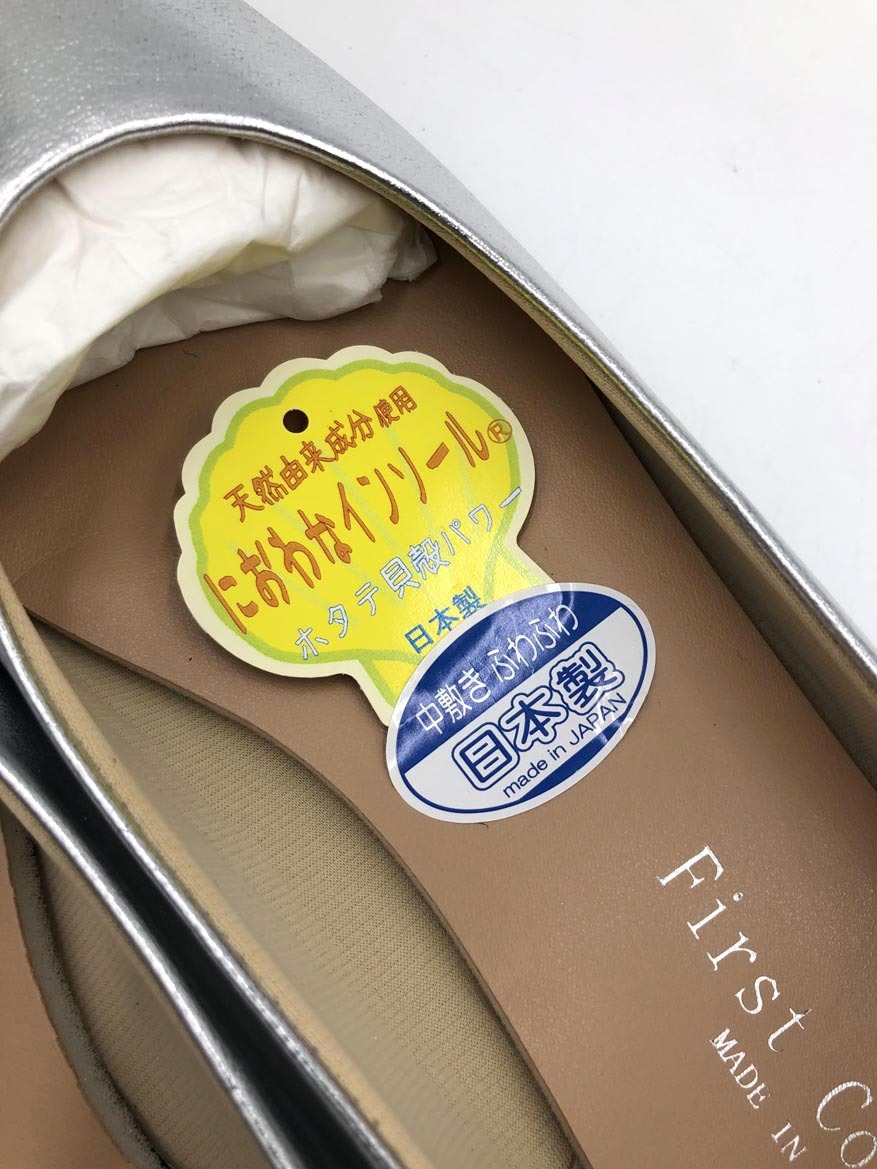 天然由来成分使用
におわなインソール®
ホタテ貝殻パワー
日本製
中敷き ふわふわ
日本製
made in JAPAN
First Co
MADE IN